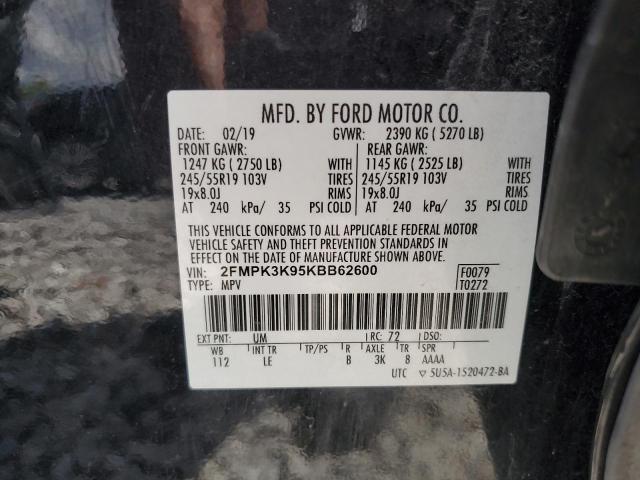 MFD. BY FORD MOTOR CO.
DATE: 02/19 GVWR: 2390 KG ( 5270 LB)
FRONT GAWR: REAR GAWR:
1247 KG ( 2750 LB) WITH 1145 KG ( 2525 LB) WITH
245/55R19 103V TIRES 245/55R19 103V TIRES
19x8.0J RIMS 19x8.0J RIMS
AT 240 kPa/ 35 PSI COLD AT 240 kPa/ 35 PSI COLD
THIS VEHICLE CONFORMS TO ALL APPLICABLE FEDERAL MOTOR
VEHICLE SAFETY AND THEFT PREVENTION STANDARDS IN
EFFECT ON THE DATE OF MANUFACTURE SHOWN ABOVE.
VIN: 2FMPK3K95KBB62600 F0079
TYPE: MPV T0272
EXT PNT: UM RC: 72 DSO:
WB INT TR TP/PS R AXLE TR SPR
112 LE B 3K 8 AAAA
UTC ▽ 5U5A-1520472-BA